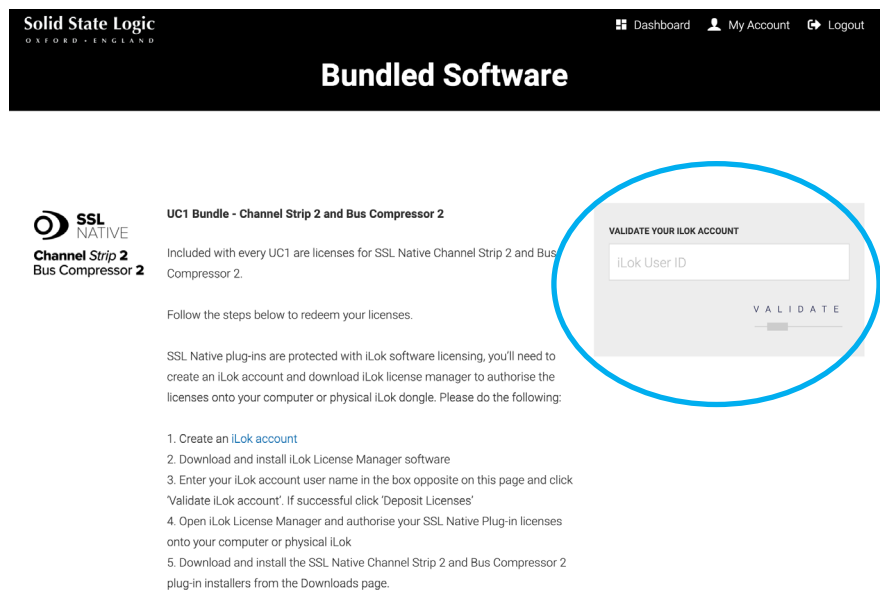 Solid State Logic
OXFORD • ENGLAND
Dashboard
My Account
Logout
Bundled Software
SSL
NATIVE
Channel Strip 2
Bus Compressor 2
UC1 Bundle - Channel Strip 2 and Bus Compressor 2
Included with every UC1 are licenses for SSL Native Channel Strip 2 and Bus
Compressor 2.
Follow the steps below to redeem your licenses.
SSL Native plug-ins are protected with iLok software licensing, you'll need to
create an iLok account and download iLok license manager to authorise the
licenses onto your computer or physical iLok dongle. Please do the following:
1. Create an iLok account
2. Download and install iLok License Manager software
3. Enter your iLok account user name in the box opposite on this page and click
'Validate iLok account'. If successful click 'Deposit Licenses'
4. Open iLok License Manager and authorise your SSL Native Plug-in licenses
onto your computer or physical iLok
5. Download and install the SSL Native Channel Strip 2 and Bus Compressor 2
plug-in installers from the Downloads page.
VALIDATE YOUR ILOK ACCOUNT
iLok User ID
VALIDATE